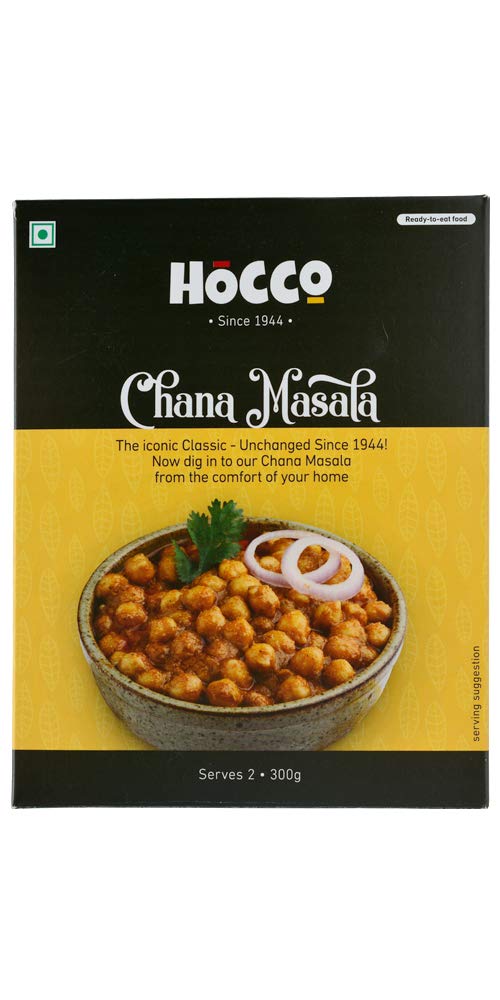 Ready-to-eat food
HOCCO
• Since 1944 •
Chana Masala
The iconic Classic - Unchanged Since 1944!
Now dig in to our Chana Masala
from the comfort of your home
serving suggestion
Serves 2 • 300g